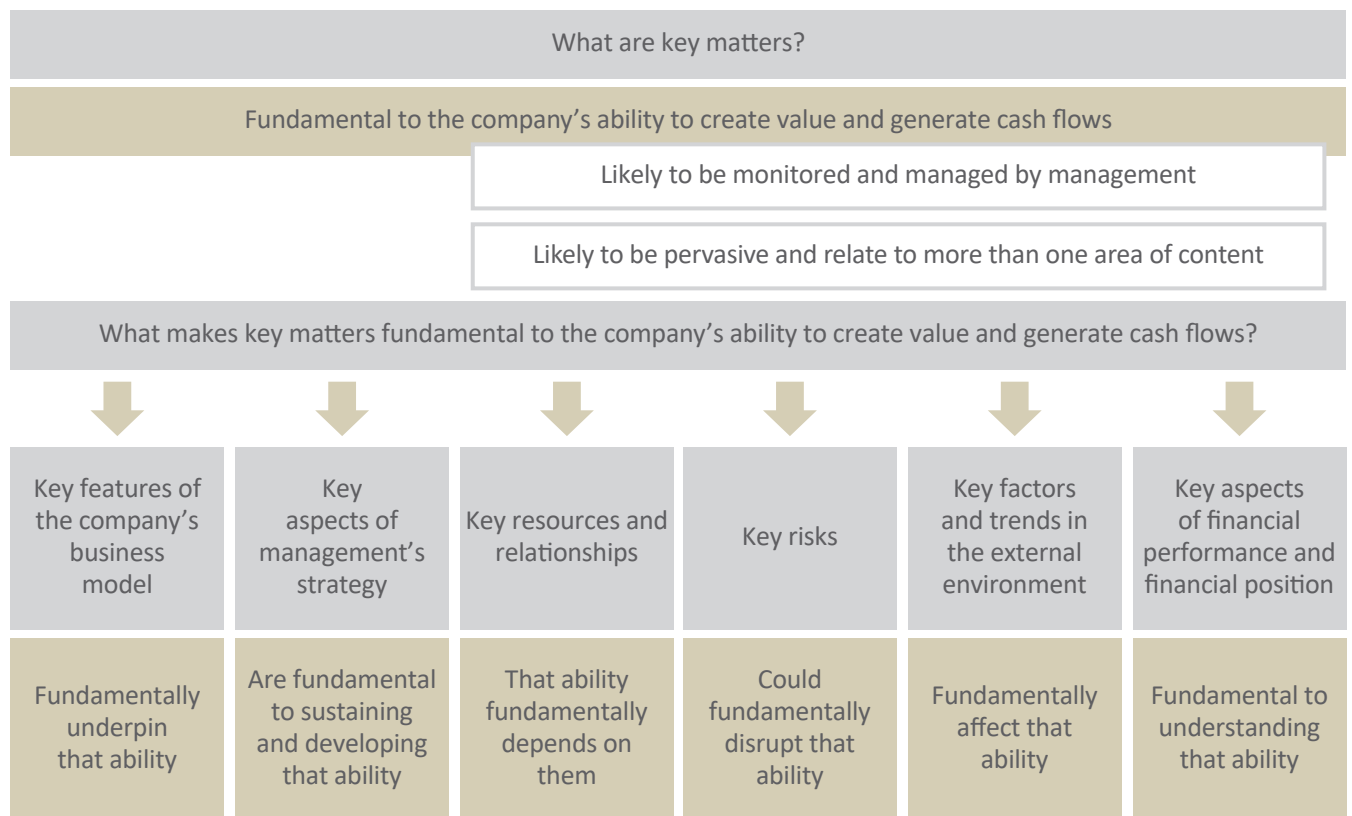 What are key matters?
Fundamental to the company’s ability to create value and generate cash flows
Likely to be monitored and managed by management
Likely to be pervasive and relate to more than one area of content
What makes key matters fundamental to the company’s ability to create value and generate cash flows?
Key features of
the company’s
business
model
Key
aspects of
management’s
strategy
Key resources and
relationships
Key risks
Key factors
and trends in
the external
environment
Key aspects
of financial
performance and
financial position
Fundamentally
underpin
that ability
Are fundamental
to sustaining
and developing
that ability
That ability
fundamentally
depends on
them
Could
fundamentally
disrupt that
ability
Fundamentally
affect that
ability
Fundamental to
understanding
that ability